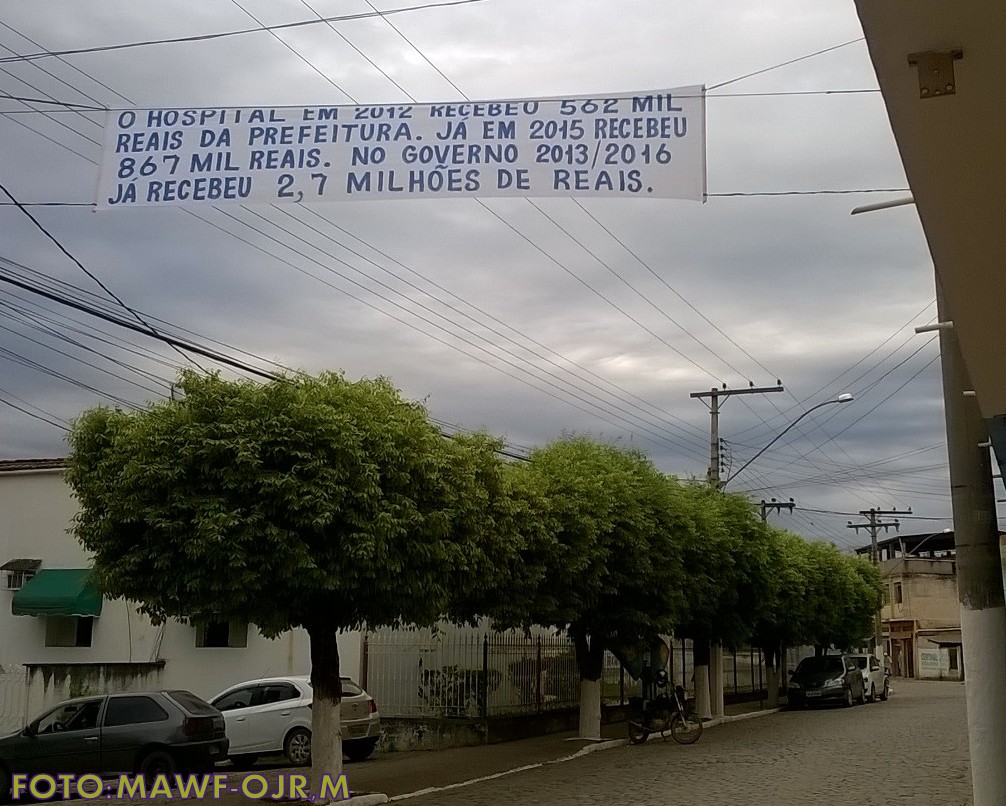 O HOSPITAL EM 2012 RECEBEU 562 MIL
REAIS DA PREFEITURA. JÁ EM 2015 RECEBEU
867 MIL REAIS. NO GOVERNO 2013/2016
JÁ RECEBEU 2,7 MILHÕES DE REAIS.
FOTO:MAWF-OJR,M